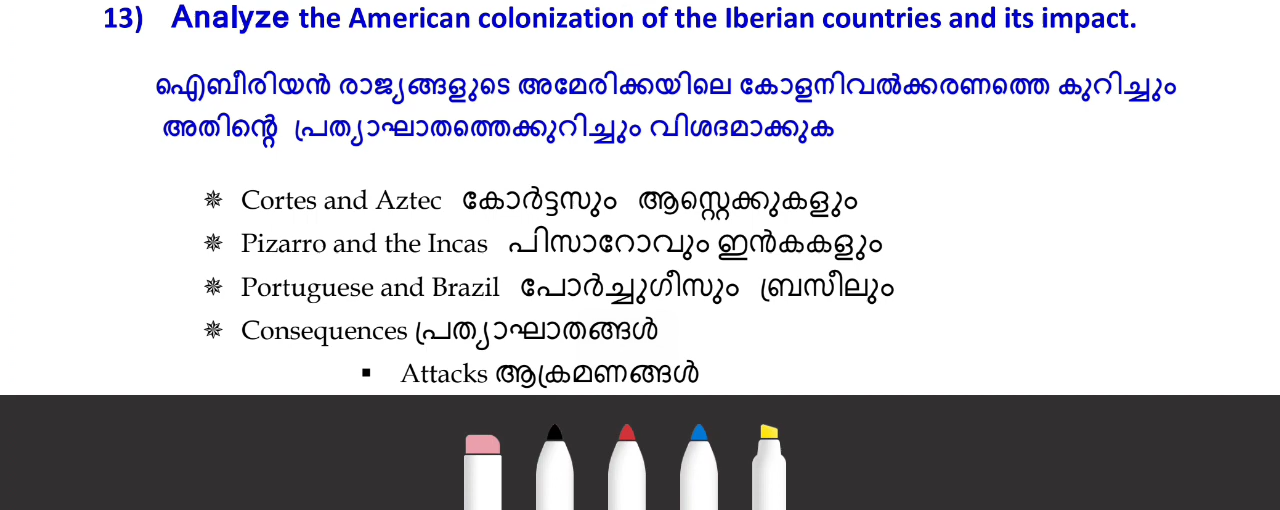 13) Analyze the American colonization of the Iberian countries and its impact.
ഐബീരിയൻ രാജ്യങ്ങളുടെ അമേരിക്കയിലെ കോളനിവൽക്കരണത്തെ കുറിച്ചും
അതിന്റെ പ്രത്യാഘാതത്തെക്കുറിച്ചും വിശദമാക്കുക
✵ Cortes and Aztec കോർട്ടസും ആസ്റ്റെക്കുകളും
✵ Pizarro and the Incas പിസാറോവും ഇൻകകളും
✵ Portuguese and Brazil പോർച്ചുഗീസും ബ്രസീലും
✵ Consequences പ്രത്യാഘാതങ്ങൾ
▪ Attacks ആക്രമണങ്ങൾ